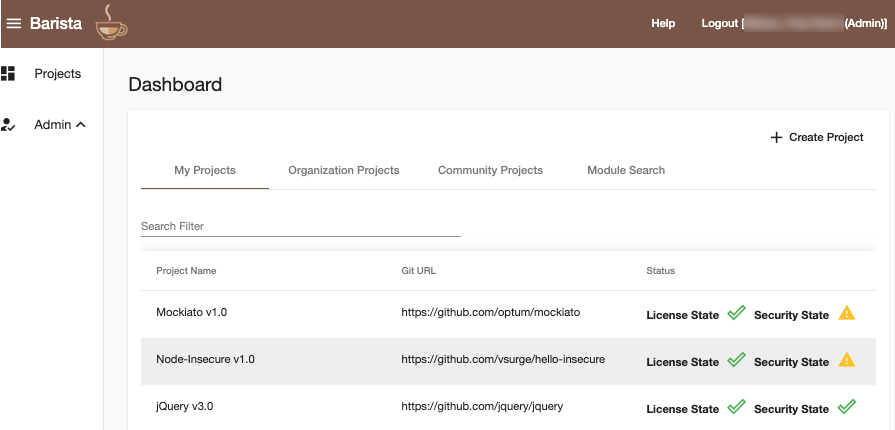 Barista
Help
Logout [ (Admin)]
Projects
Admin
Dashboard
Create Project
My Projects
Organization Projects
Community Projects
Module Search
Search Filter
Project Name
Git URL
Status
Mockiato v1.0
https://github.com/optum/mockiato
License State
Security State
Node-Insecure v1.0
https://github.com/vsurge/hello-insecure
License State
Security State
jQuery v3.0
https://github.com/jquery/jquery
License State
Security State